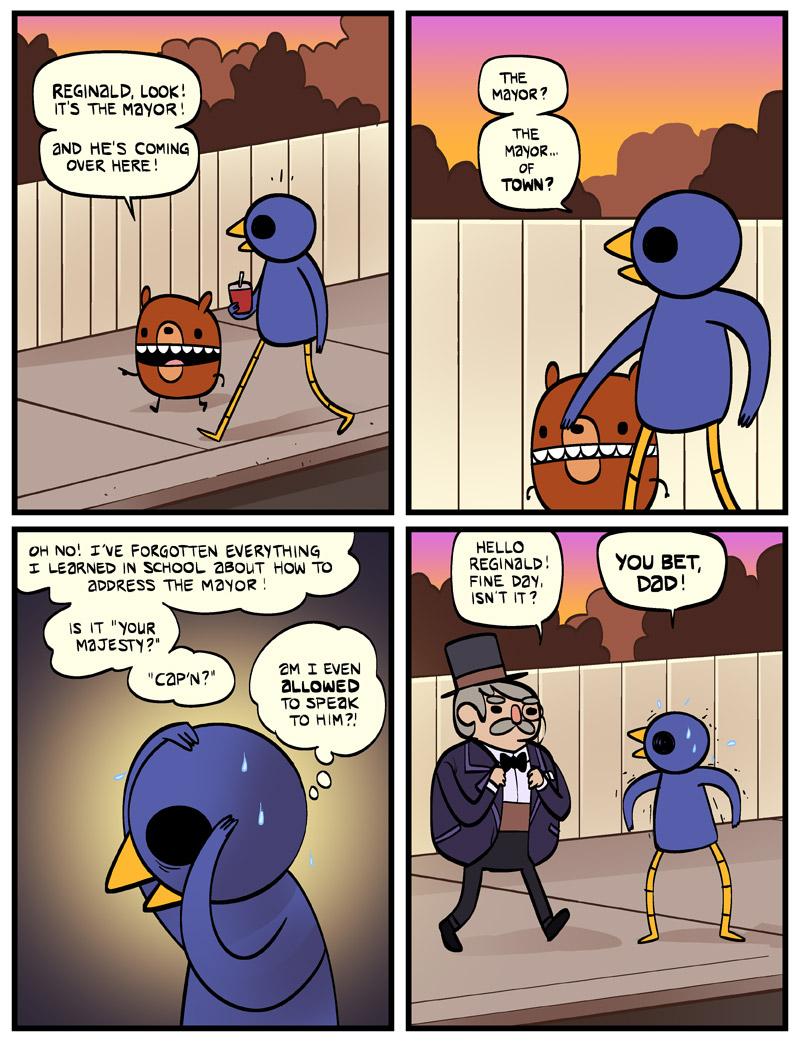 REGINALD, LOOK!
IT'S THE MAYOR!
AND HE'S COMING
OVER HERE!
THE
MAYOR?
THE
MAYOR...
OF
TOWN?
OH NO! I'VE FORGOTTEN EVERYTHING
I LEARNED IN SCHOOL ABOUT HOW TO
ADDRESS THE MAYOR!
IS IT "YOUR
MAJESTY?"
"CAP'N?"
AM I EVEN
ALLOWED
TO SPEAK
TO HIM?!
HELLO
REGINALD!
FINE DAY,
ISN'T IT?
YOU BET,
DAD!